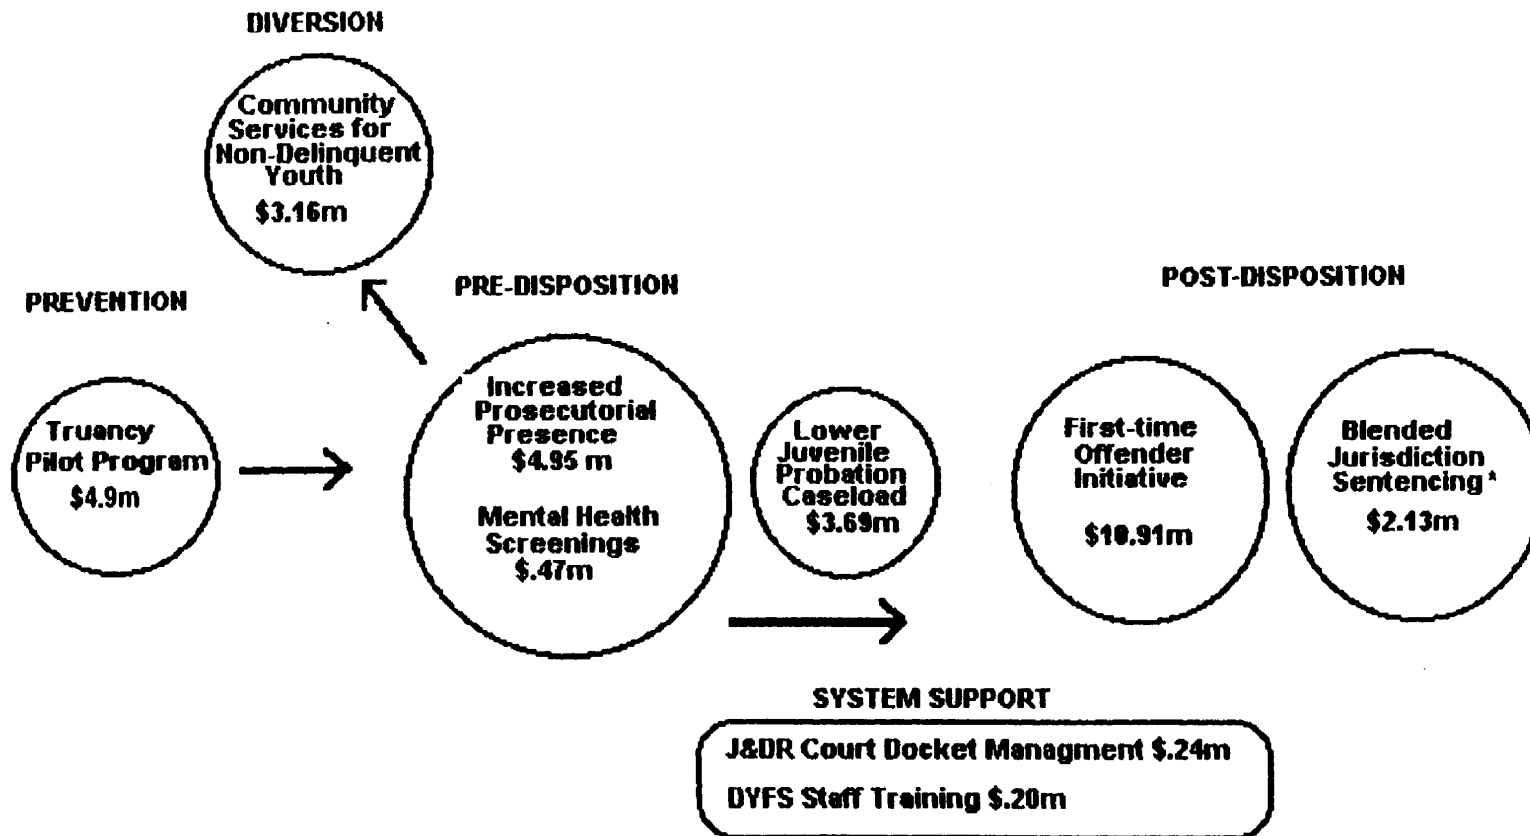 DIVERSION
Community
Services for
Non-Delinquent
Youth
$3.16m
PREVENTION
Truancy
Pilot Program
$4.9m
PRE-DISPOSITION
Increased
Prosecutorial
Presence
$4.95 m
Mental Health
Screenings
$.47m
Lower
Juvenile
Probation
Caseload
$3.69m
POST-DISPOSITION
First-time
Offender
Initiative
$10.91m
Blended
Jurisdiction
Sentencing*
$2.13m
SYSTEM SUPPORT
J&DR Court Docket Managment $.24m
DYFS Staff Training $.20m